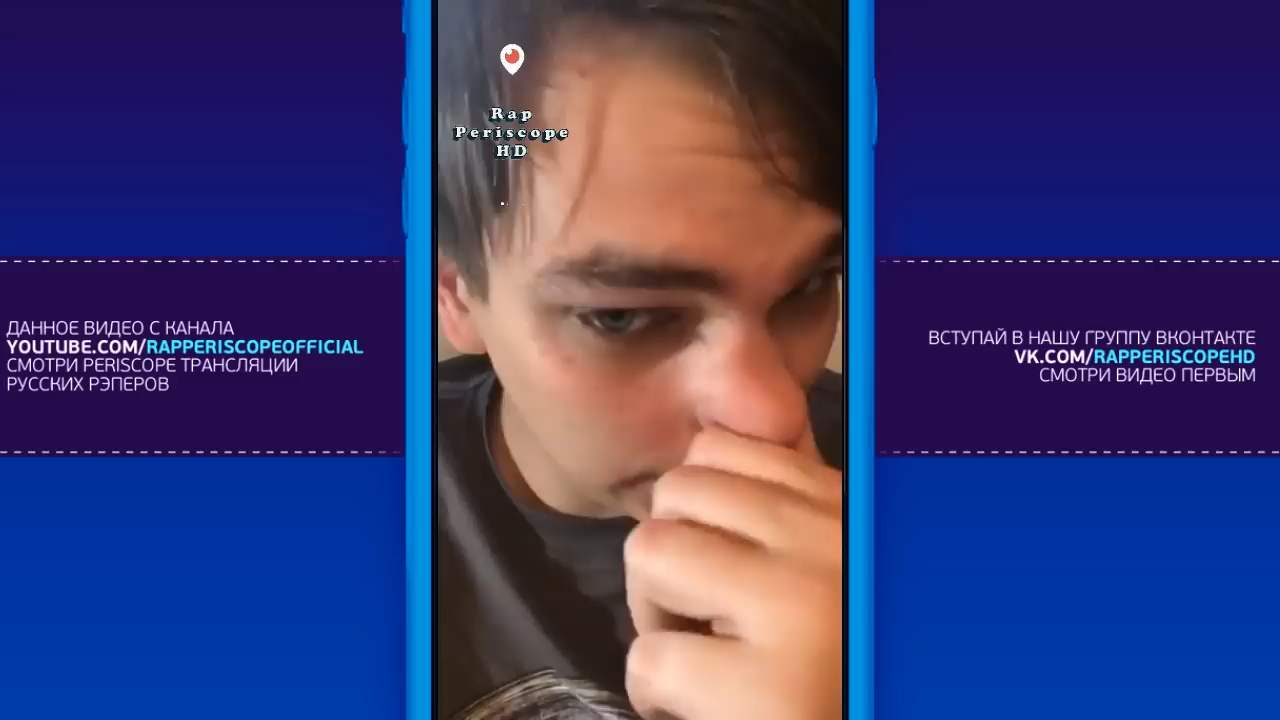 Rap
Periscope
HD
ДАННОЕ ВИДЕО С КАНАЛА
YOUTUBE.COM/RAPPERISCOPEOFFICIAL
СМОТРИ PERISCOPE ТРАНСЛЯЦИИ
РУССКИХ РЭПЕРОВ
ВСТУПАЙ В НАШУ ГРУППУ ВКОНТАКТЕ
VK.COM/RAPPERISCOPEHD
СМОТРИ ВИДЕО ПЕРВЫМ